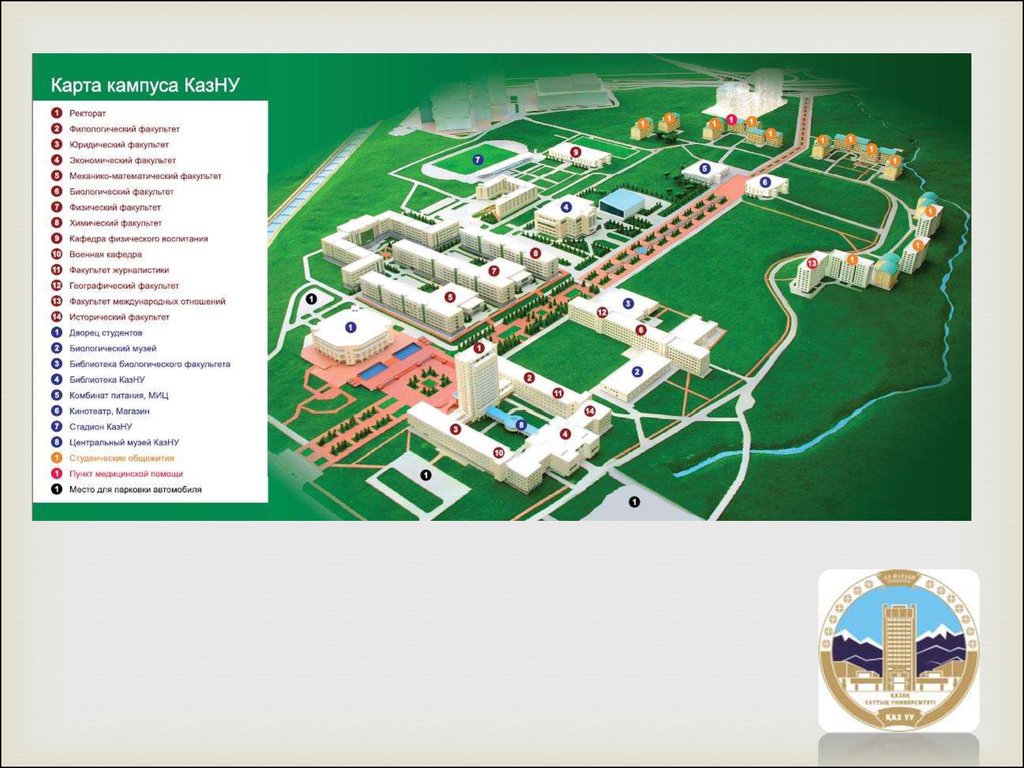 Карта кампуса КазНУ
1 Ректорат
2 Филологический факультет
3 Юридический факультет
4 Экономический факультет
5 Механико-математический факультет
6 Биологический факультет
7 Физический факультет
8 Химический факультет
9 Кафедра физического воспитания
10 Военная кафедра
11 Факультет журналистики
12 Географический факультет
13 Факультет международных отношений
14 Исторический факультет
1 Дворец студентов
2 Биологический музей
3 Библиотека биологического факультета
4 Библиотека КазНУ
5 Комбинат питания, МИЦ
6 Кинотеатр, Магазин
7 Стадион КазНУ
8 Центральный музей КазНУ
1 Студенческие общежития
1 Пункт медицинской помощи
1 Место для парковки автомобиля
1 1 1 1 1 1
7 9 1 1 1 1
5 6
4 1
8 1
7 13 1
1 5 3
12
1 6
1 2
2 11
14
3 8 4
10
1 1
ҚАЗАҚ
ҰЛТТЫҚ УНИВЕРСИТЕТІ
ҚАЗ ҰУ